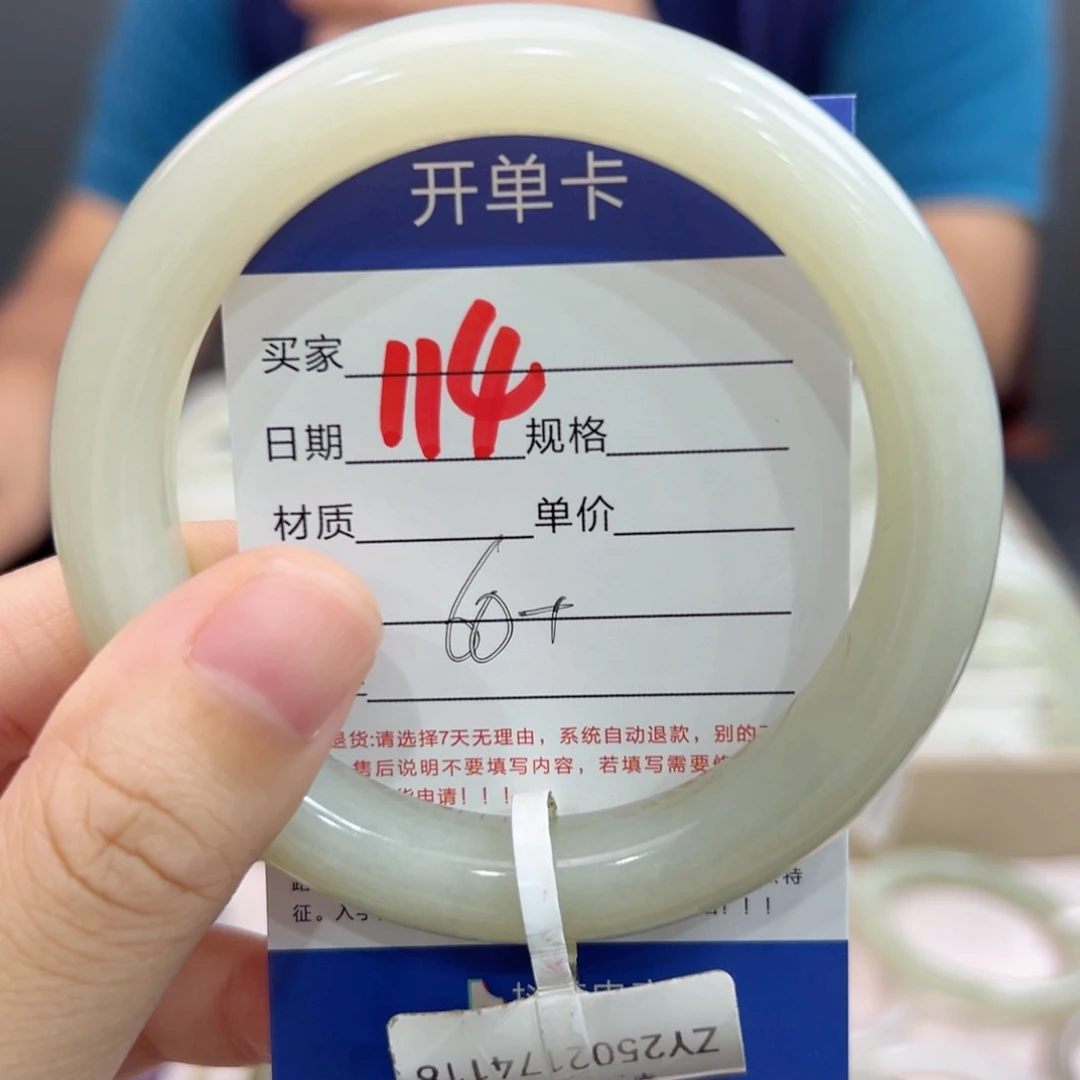 开单卡
买家 114
日期 规格
材质 单价
60+
退货:请选择7天无理由，系统自动退款，别的
售后说明不要填写内容，若填写需要
申请！！！
特
征。入
！！！
ZY2502174118